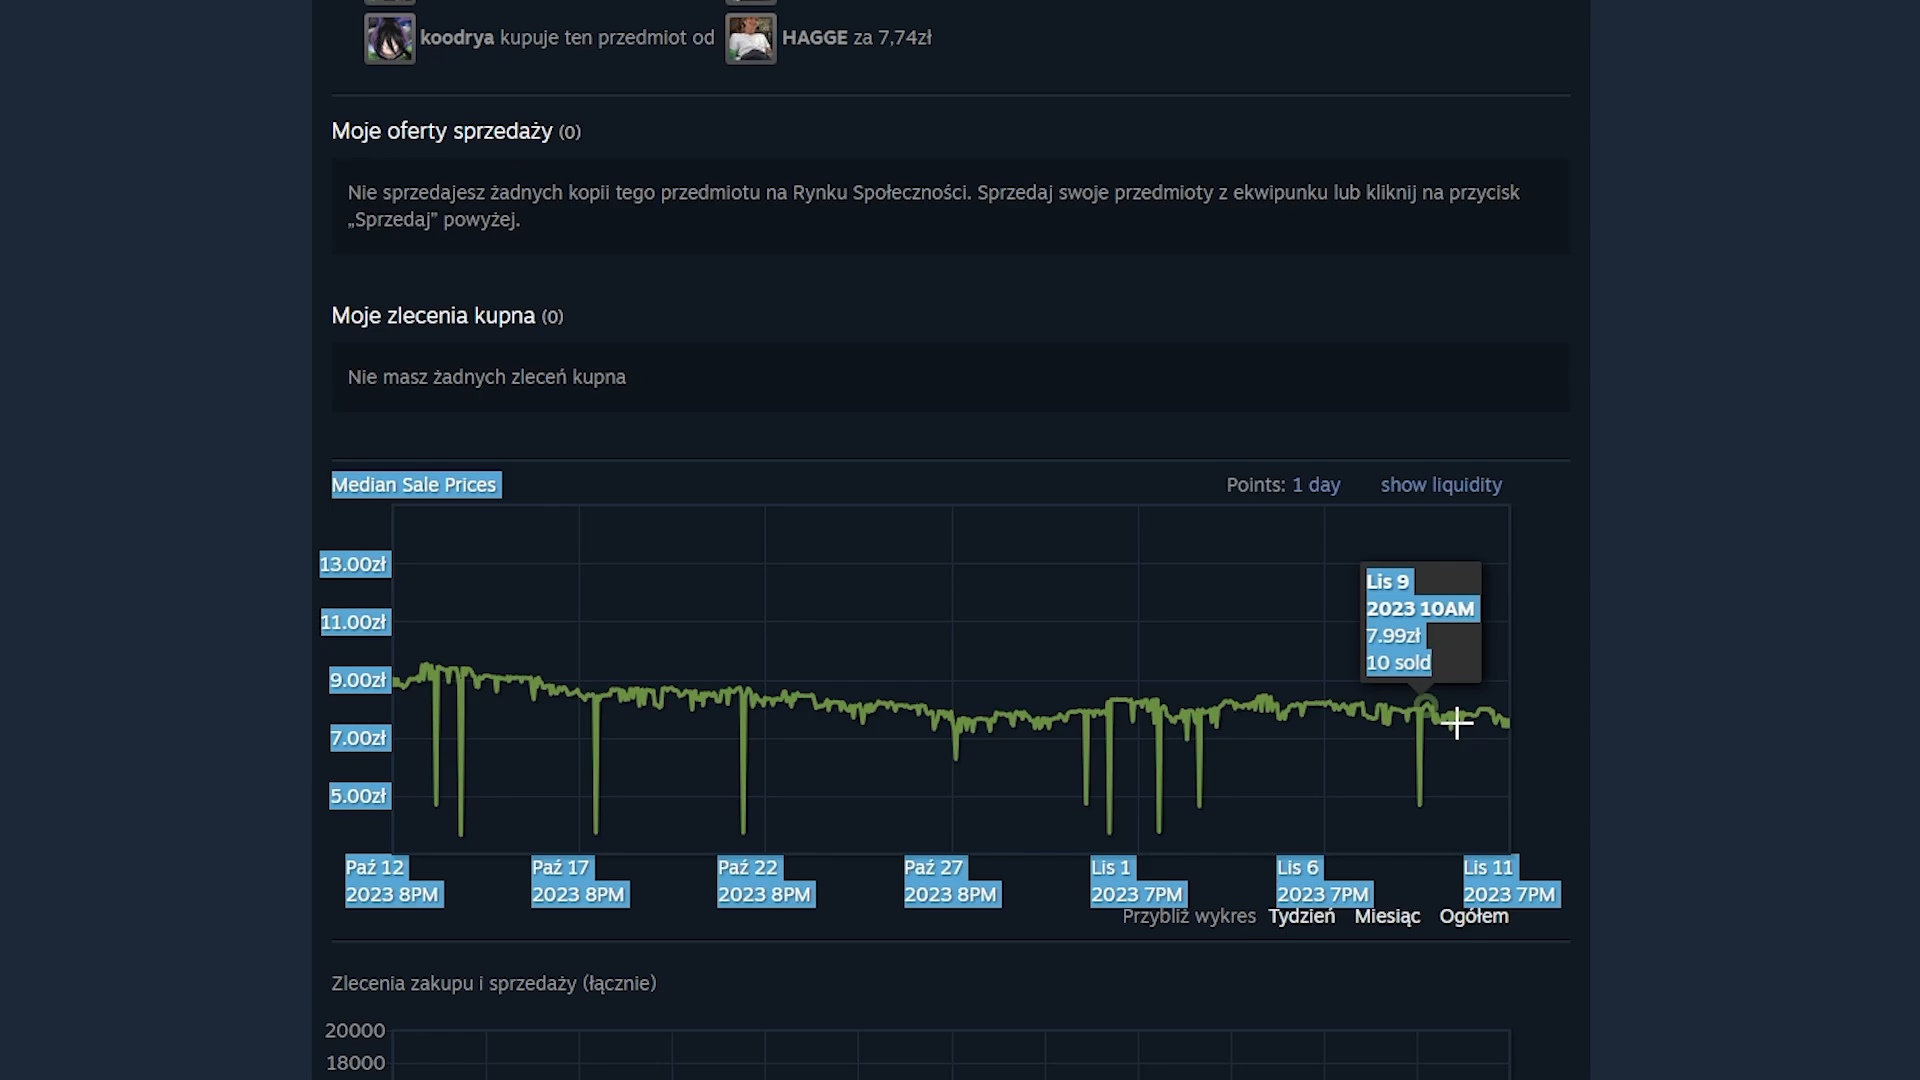 koodrya kupuje ten przedmiot od HAGGE za 7,74zł
Moje oferty sprzedaży (0)
Nie sprzedajesz żadnych kopii tego przedmiotu na Rynku Społeczności. Sprzedaj swoje przedmioty z ekwipunku lub kliknij na przycisk
„Sprzedaj” powyżej.
Moje zlecenia kupna (0)
Nie masz żadnych zleceń kupna
Median Sale Prices
Points: 1 day show liquidity
13.00zł
11.00zł
9.00zł
7.00zł
5.00zł
Lis 9
2023 10AM
7.99zł
10 sold
Paź 12
2023 8PM
Paź 17
2023 8PM
Paź 22
2023 8PM
Paź 27
2023 8PM
Lis 1
2023 7PM
Lis 6
2023 7PM
Lis 11
2023 7PM
Przybliż wykres Tydzień Miesiąc Ogółem
Zlecenia zakupu i sprzedaży (łącznie)
20000
18000